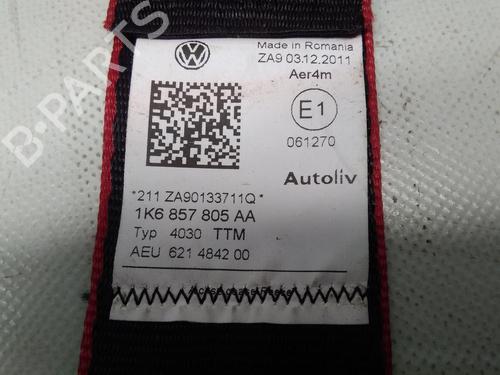 Made in Romania
ZA9 03.12.2011
Aer4m
E1
061270
Autoliv
*211 ZA90133711Q*
1K6 857 805 AA
Typ 4030 TTM
AEU 621 4842 00
B-PARTS